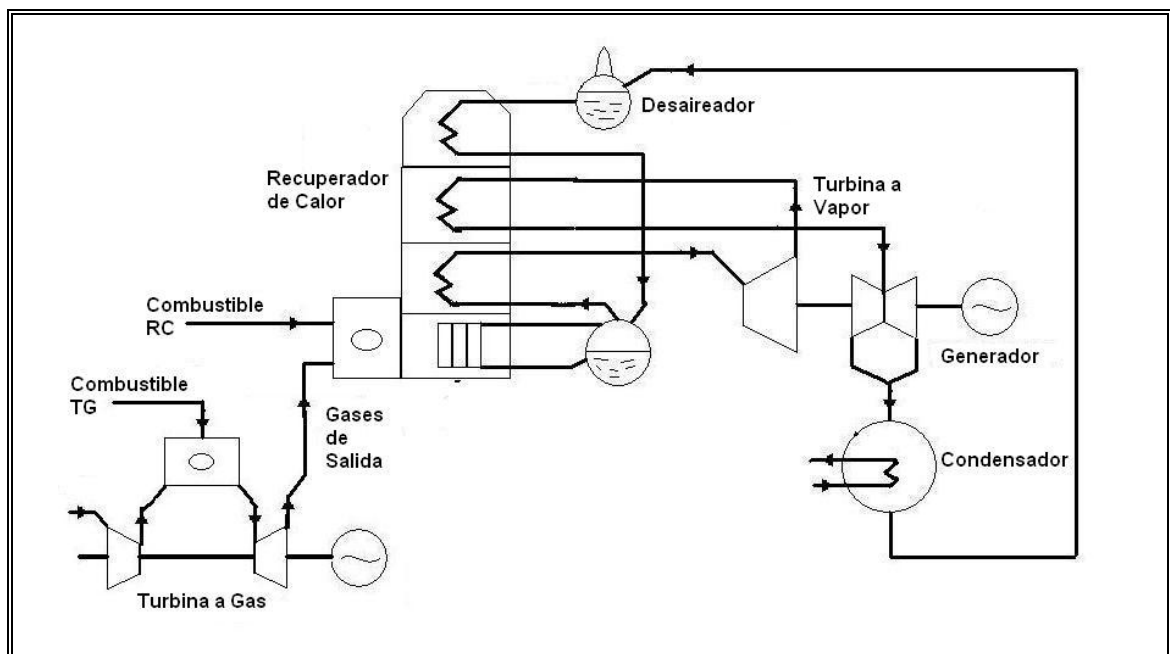 Desaireador
Recuperador
de Calor
Turbina a
Vapor
Combustible
RC
Generador
Combustible
TG
Gases
de
Salida
Condensador
Turbina a Gas